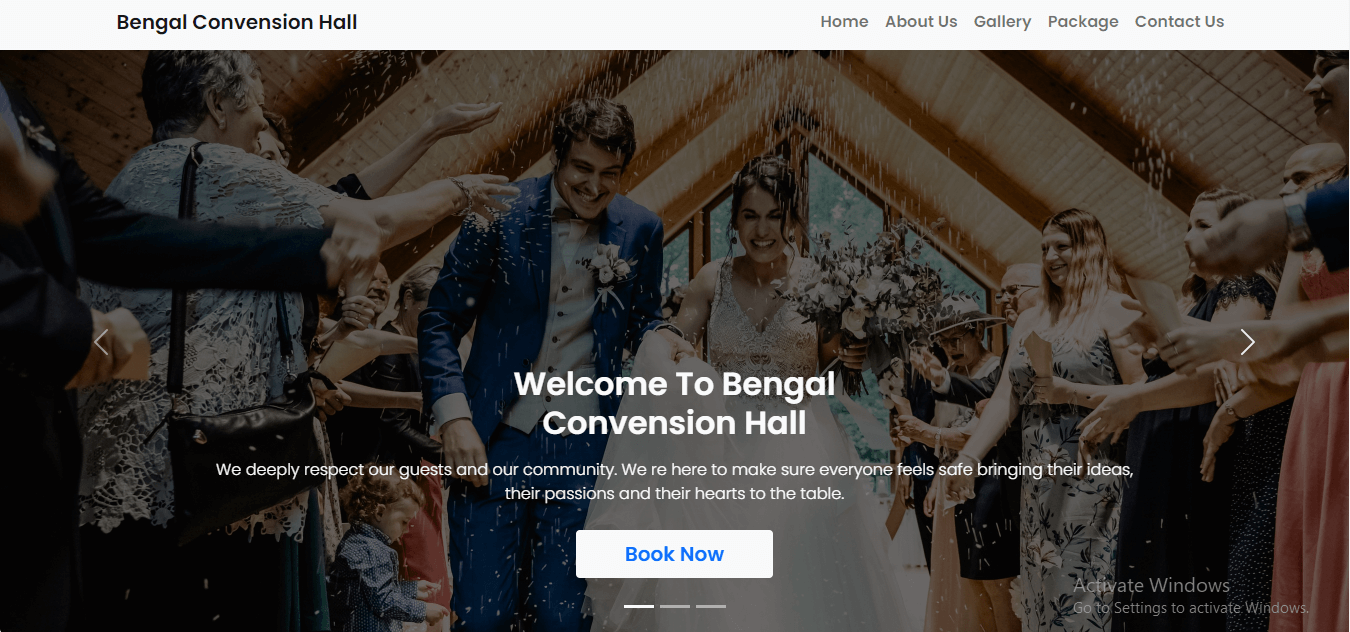 Bengal Convension Hall
Home About Us Gallery Package Contact Us
Welcome To Bengal
Convension Hall
We deeply respect our guests and our community. We re here to make sure everyone feels safe bringing their ideas,
their passions and their hearts to the table.
Book Now
Activate Windows
Go to Settings to activate Windows.